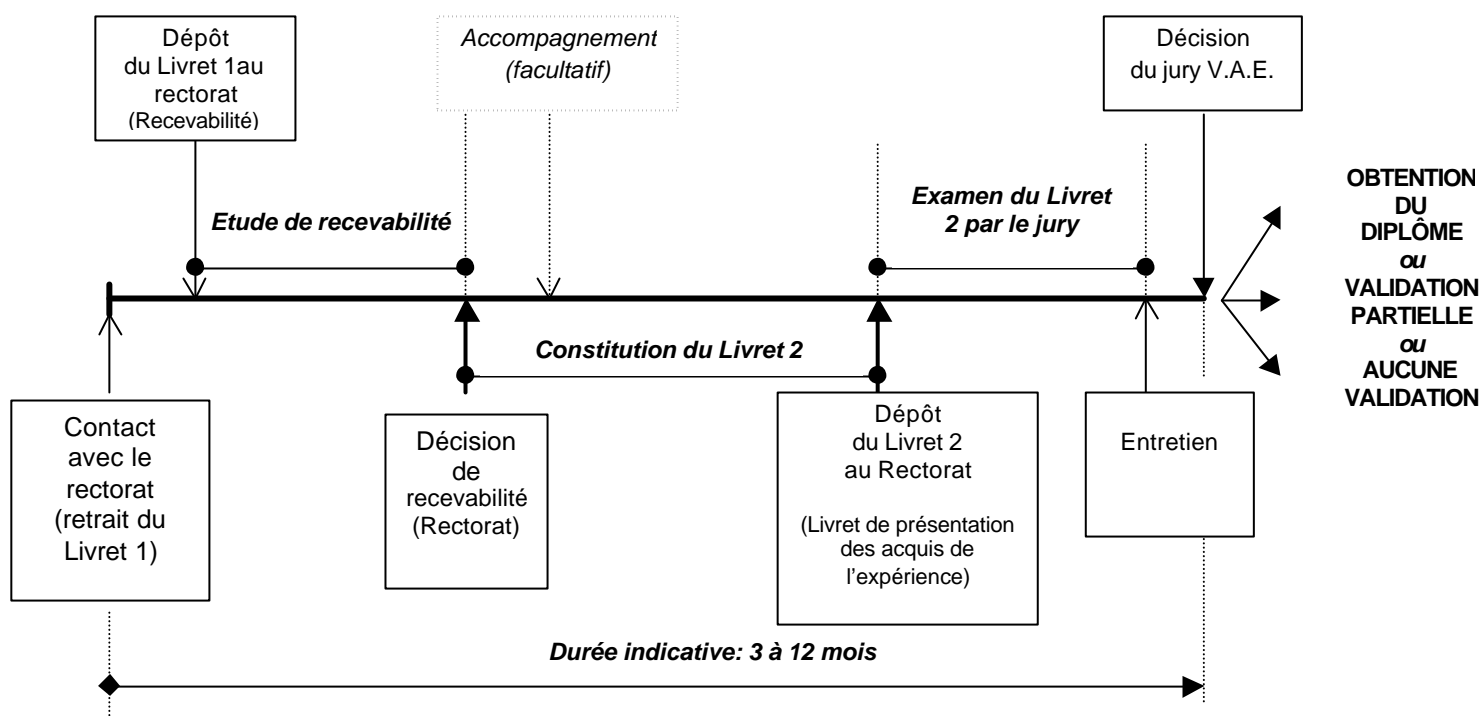 Dépôt
du Livret 1au
rectorat
(Recevabilité)
Accompagnement
(facultatif)
Décision
du jury V.A.E.
Etude de recevabilité
Examen du Livret
2 par le jury
OBTENTION
DU
DIPLÔME
ou
VALIDATION
PARTIELLE
ou
AUCUNE
VALIDATION
Constitution du Livret 2
Contact
avec le
rectorat
(retrait du
Livret 1)
Décision
de
recevabilité
(Rectorat)
Dépôt
du Livret 2
au Rectorat
(Livret de présentation
des acquis de
l’expérience)
Entretien
Durée indicative: 3 à 12 mois